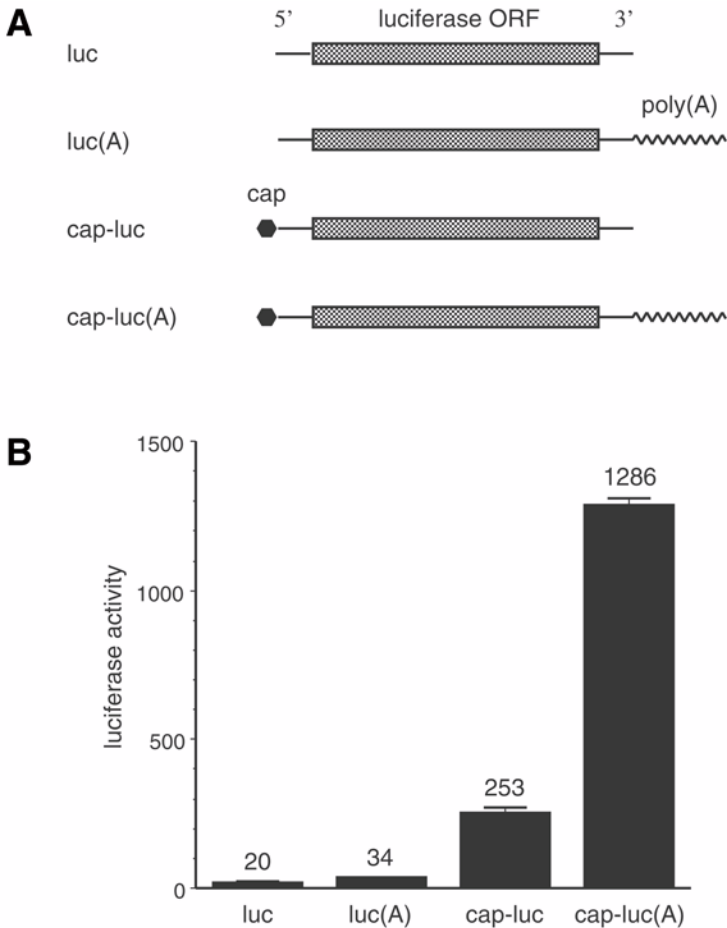 A
5’ luciferase ORF 3’
luc
poly(A)
luc(A)
cap
cap-luc
cap-luc(A)
B
1500
1286
1000
luciferase activity
500
253
34
20
0
luc luc(A) cap-luc cap-luc(A)